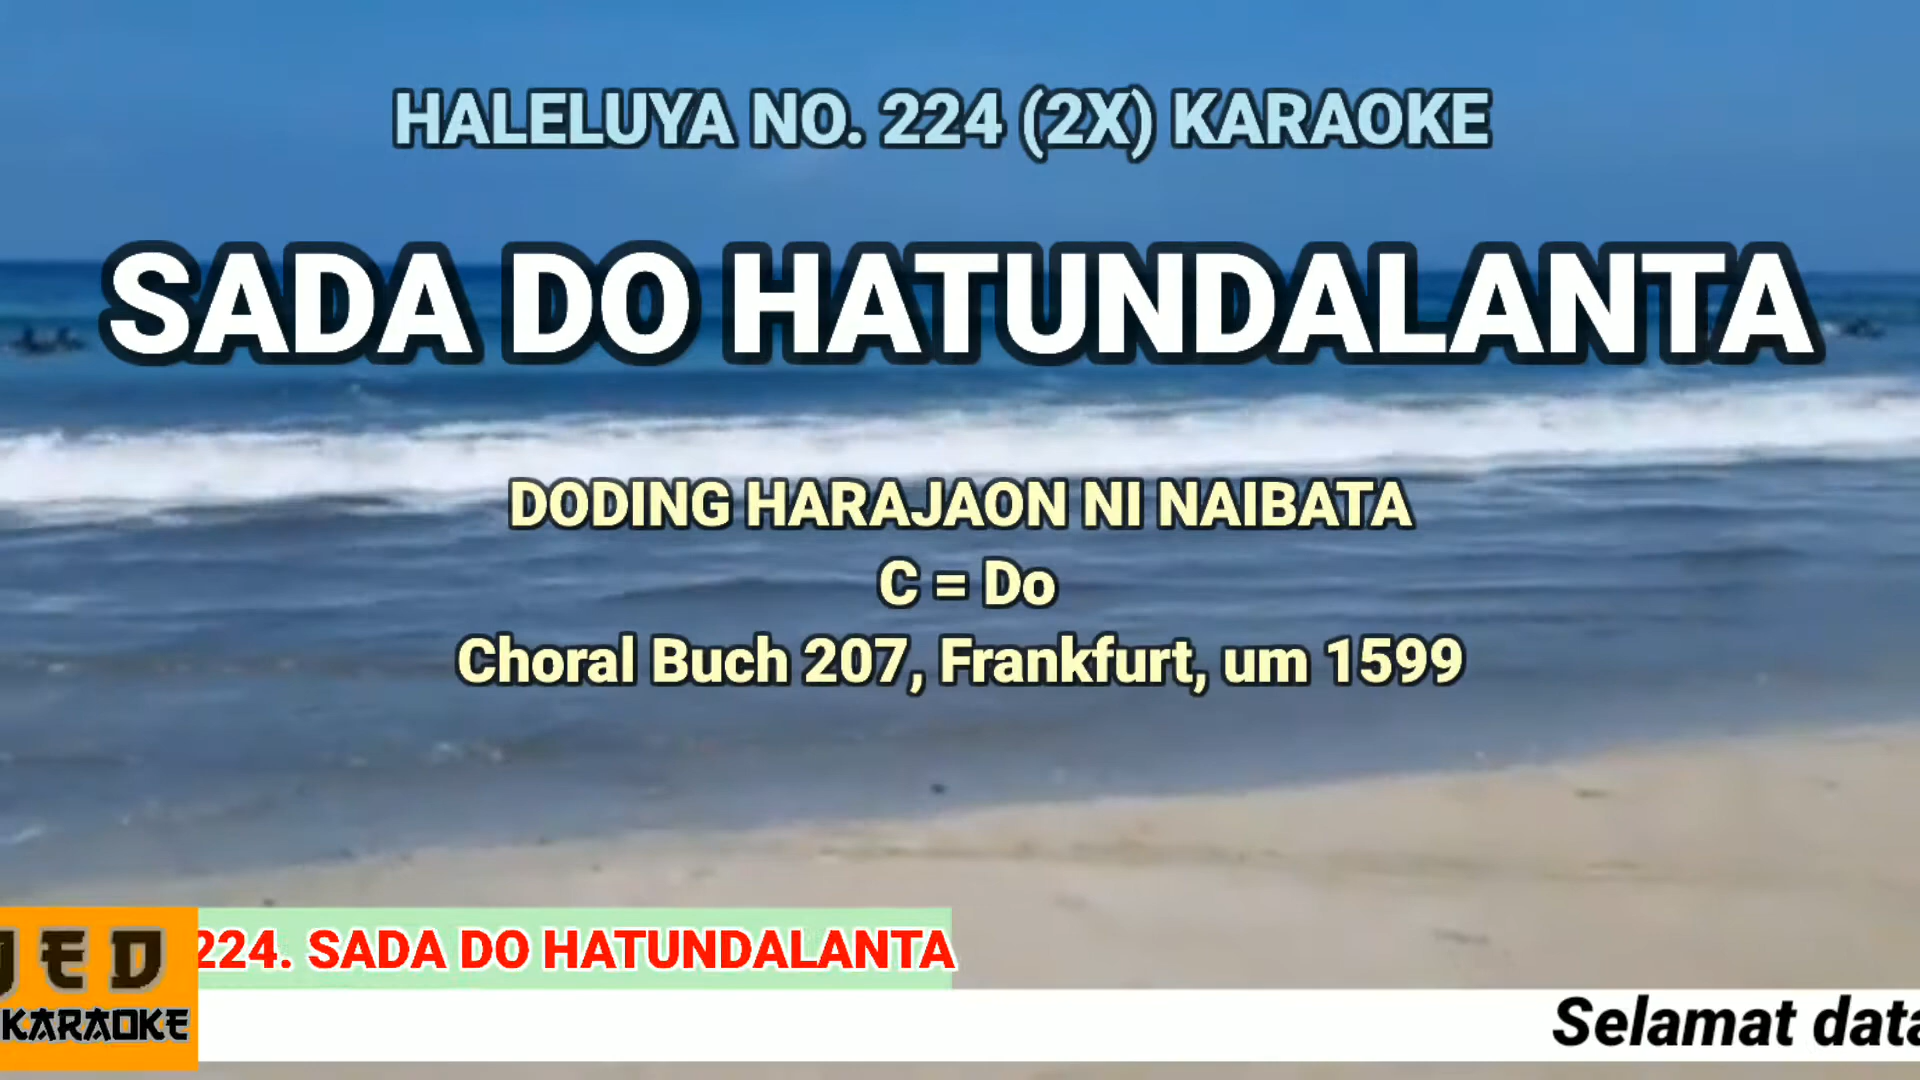 HALELUYA NO. 224 (2X) KARAOKE
SADA DO HATUNDALANTA
DODING HARAJAON NI NAIBATA
C = Do
Choral Buch 207, Frankfurt, um 1599
224. SADA DO HATUNDALANTA
JED
KARAOKE
Selamat data